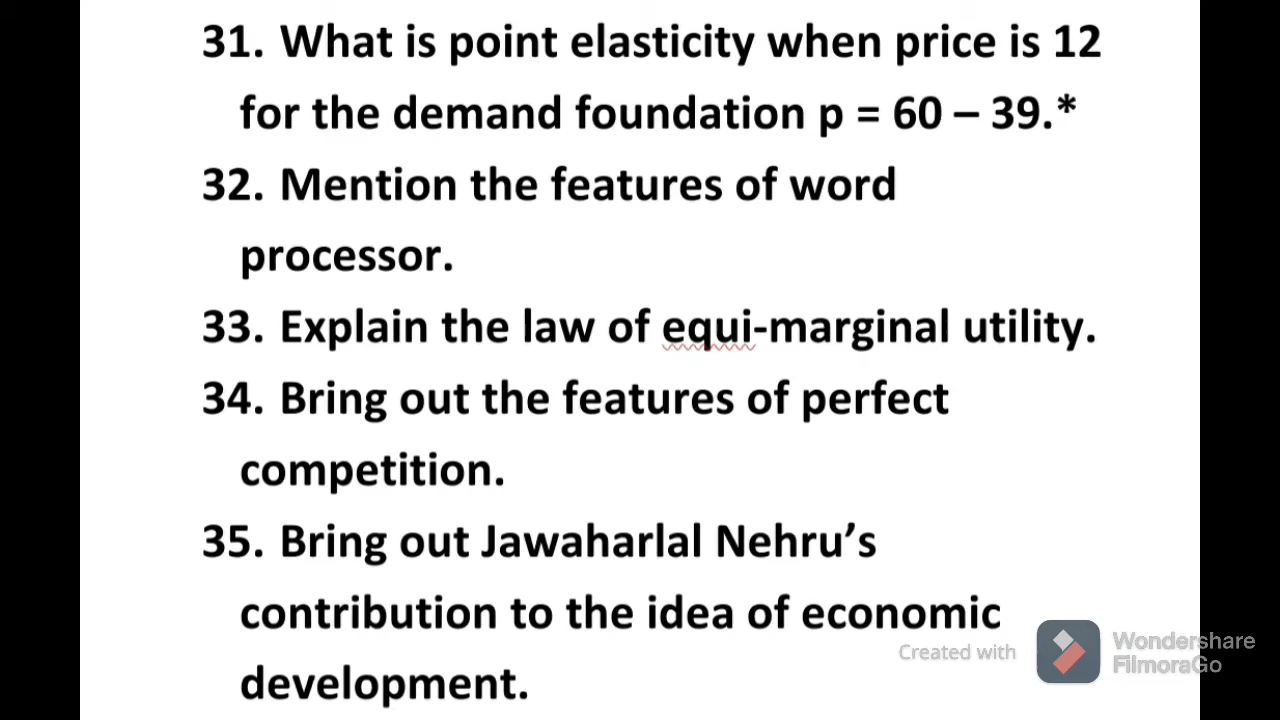 31. What is point elasticity when price is 12
for the demand foundation p = 60 – 39.*
32. Mention the features of word
processor.
33. Explain the law of equi-marginal utility.
34. Bring out the features of perfect
competition.
35. Bring out Jawaharlal Nehru’s
contribution to the idea of economic
development.
Created with
Wondershare
FilmoraGo